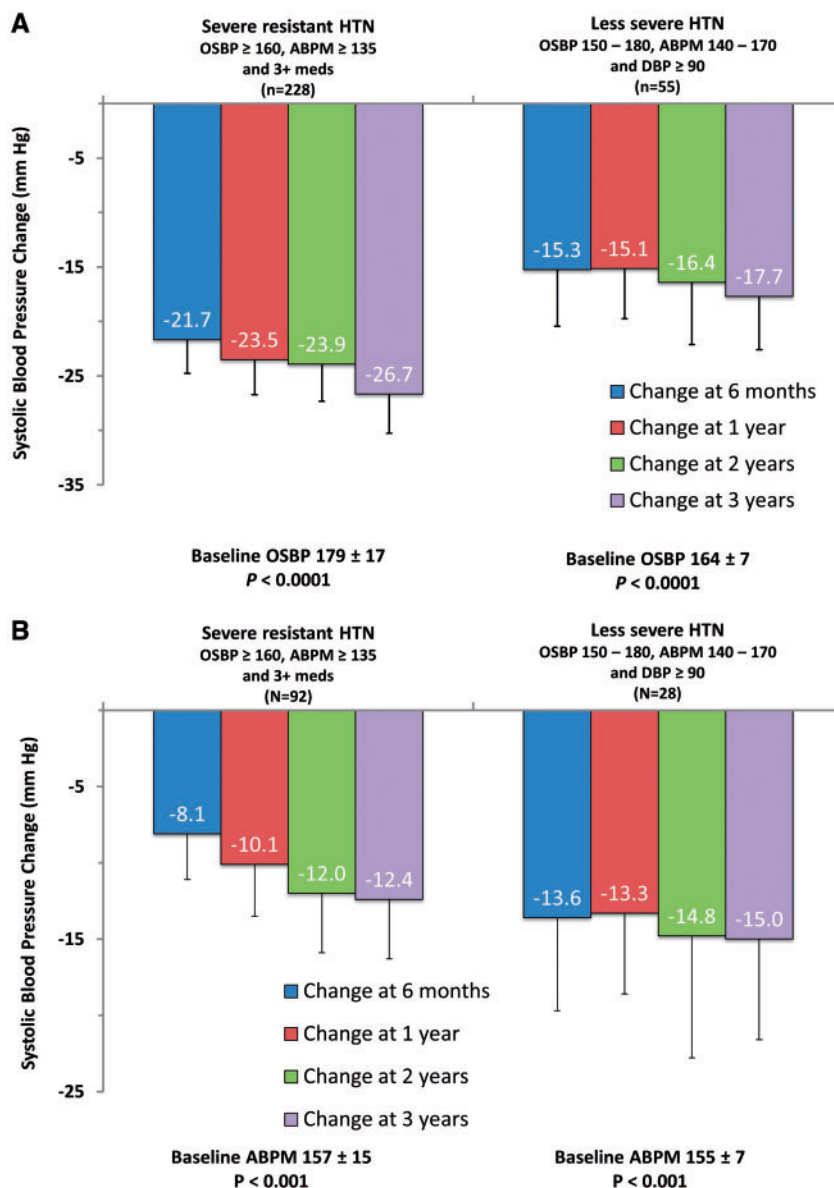 A
Severe resistant HTN
OSBP ≥ 160, ABPM ≥ 135
and 3+ meds
(n=228)
Less severe HTN
OSBP 150 – 180, ABPM 140 – 170
and DBP ≥ 90
(n=55)
Systolic Blood Pressure Change (mm Hg)
-5
-15
-25
-35
-21.7
-23.5
-23.9
-26.7
-15.3
-15.1
-16.4
-17.7
Change at 6 months
Change at 1 year
Change at 2 years
Change at 3 years
Baseline OSBP 179 ± 17
P < 0.0001
Baseline OSBP 164 ± 7
P < 0.0001
B
Severe resistant HTN
OSBP ≥ 160, ABPM ≥ 135
and 3+ meds
(N=92)
Less severe HTN
OSBP 150 – 180, ABPM 140 – 170
and DBP ≥ 90
(N=28)
Systolic Blood Pressure Change (mm Hg)
-5
-15
-25
-8.1
-10.1
-12.0
-12.4
-13.6
-13.3
-14.8
-15.0
Change at 6 months
Change at 1 year
Change at 2 years
Change at 3 years
Baseline ABPM 157 ± 15
P < 0.001
Baseline ABPM 155 ± 7
P < 0.001